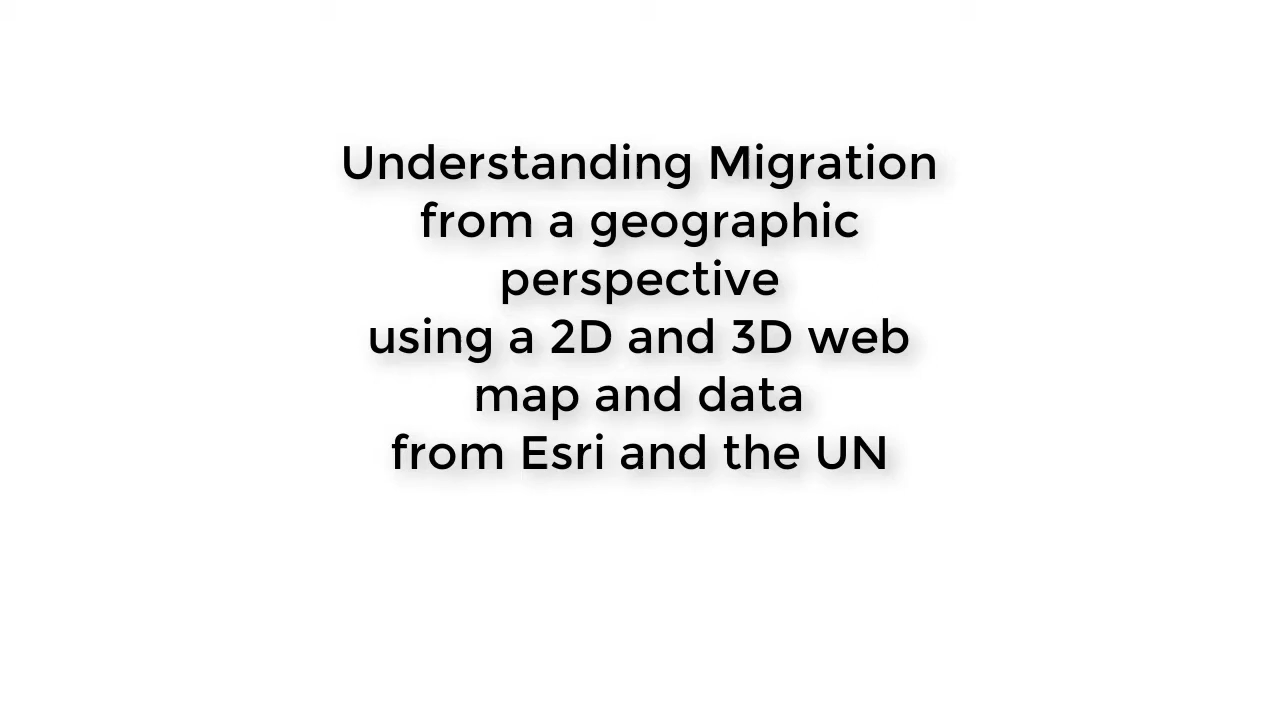 Understanding Migration
from a geographic
perspective
using a 2D and 3D web
map and data
from Esri and the UN